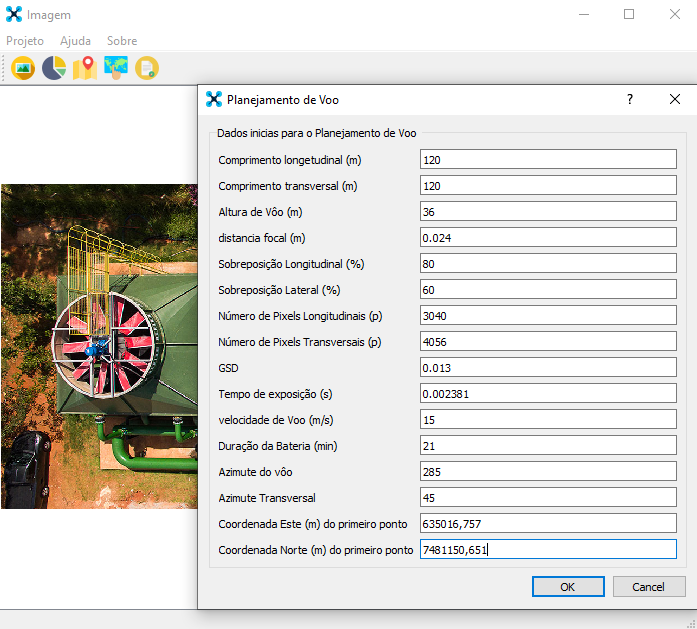 Imagem
Projeto Ajuda Sobre
Planejamento de Voo ?
Dados inicias para o Planejamento de Voo
Comprimento longetudinal (m) 120
Comprimento transversal (m) 120
Altura de Vôo (m) 36
distancia focal (m) 0.024
Sobreposição Longitudinal (%) 80
Sobreposição Lateral (%) 60
Número de Pixels Longitudinais (p) 3040
Número de Pixels Transversais (p) 4056
GSD 0.013
Tempo de exposição (s) 0.002381
velocidade de Voo (m/s) 15
Duração da Bateria (min) 21
Azimute do vôo 285
Azimute Transversal 45
Coordenada Este (m) do primeiro ponto 635016,757
Coordenada Norte (m) do primeiro ponto 7481150,651
OK Cancel